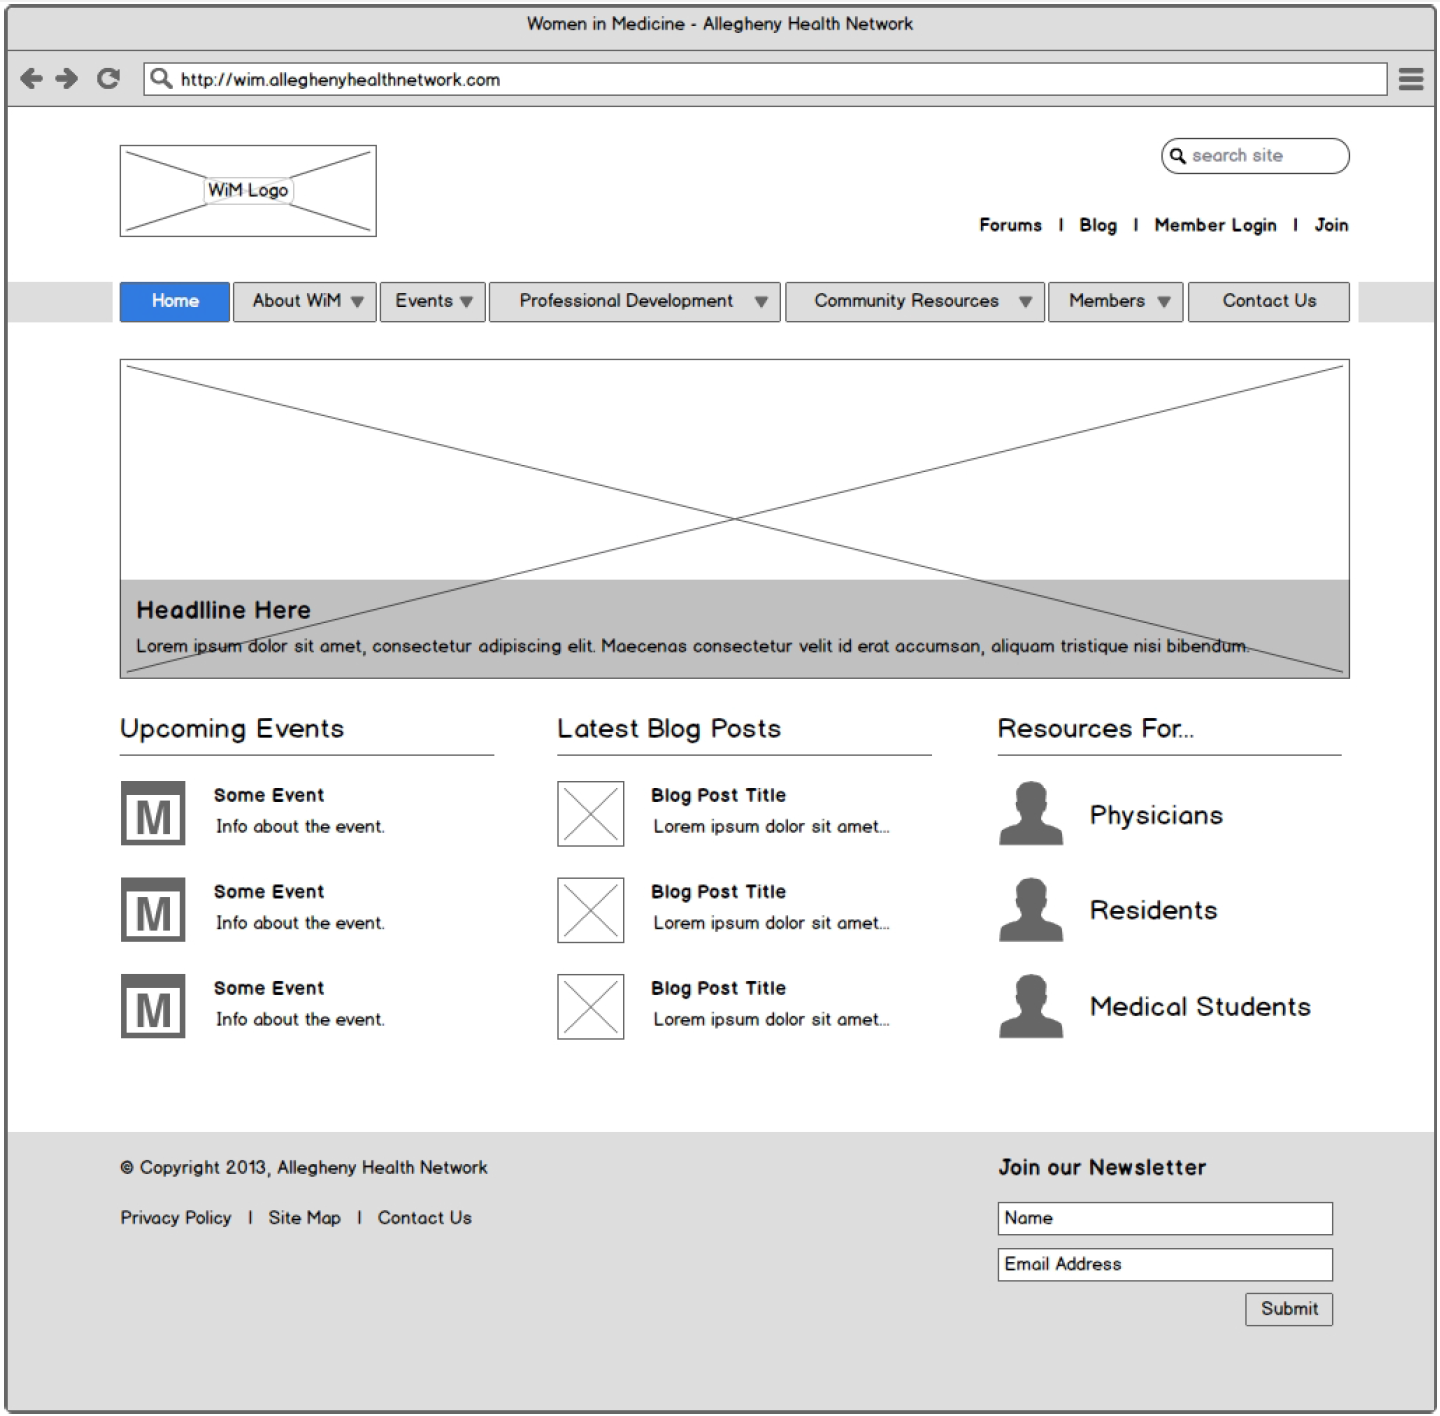 Women in Medicine - Allegheny Health Network
http://wim.alleghenyhealthnetwork.com
search site
WiM Logo
Forums | Blog | Member Login | Join
Home About WiM Events Professional Development Community Resources Members Contact Us
Headlline Here
Lorem ipsum dolor sit amet, consectetur adipiscing elit. Maecenas consectetur velit id erat accumsan, aliquam tristique nisi bibendum.
Upcoming Events
M
Some Event
Info about the event.
M
Some Event
Info about the event.
M
Some Event
Info about the event.
Latest Blog Posts
Blog Post Title
Lorem ipsum dolor sit amet...
Blog Post Title
Lorem ipsum dolor sit amet...
Blog Post Title
Lorem ipsum dolor sit amet...
Resources For...
Physicians
Residents
Medical Students
© Copyright 2013, Allegheny Health Network
Privacy Policy | Site Map | Contact Us
Join our Newsletter
Name
Email Address
Submit